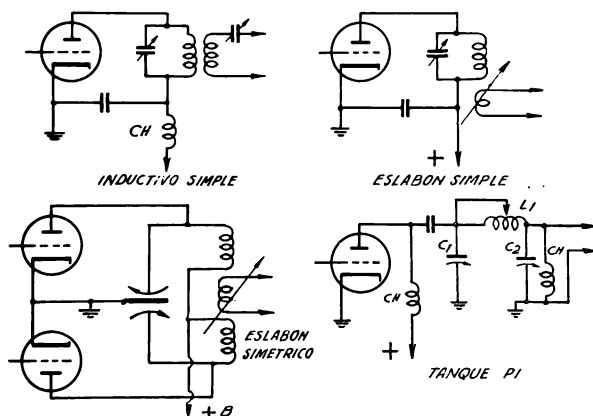 CH
INDUCTIVO SIMPLE
+
ESLABON SIMPLE
ESLABON
SIMETRICO
+ B
L1
C1
C2
CH
CH
+
TANQUE PI